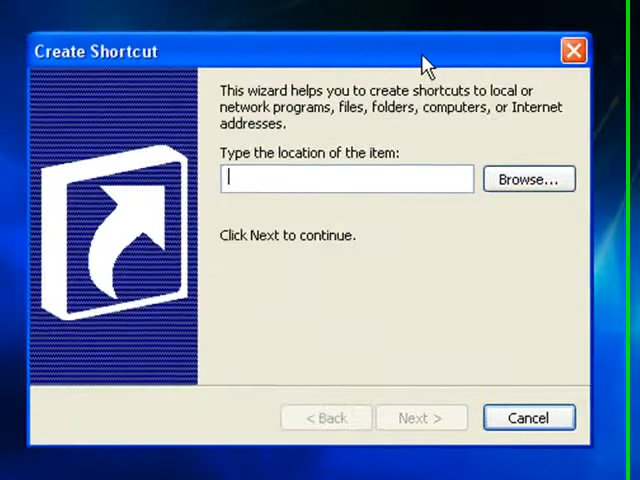 Create Shortcut
This wizard helps you to create shortcuts to local or
network programs, files, folders, computers, or Internet
addresses.
Type the location of the item:
Browse...
Click Next to continue.
< Back
Next >
Cancel